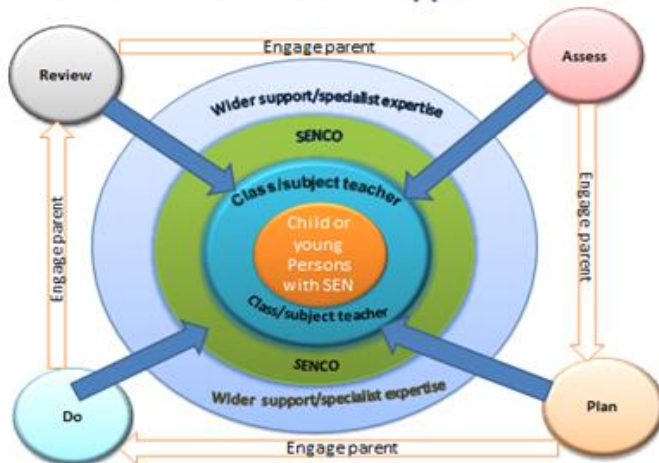 Engage parent
Review
Assess
Wider support/specialist expertise
SENCO
Class/subject teacher
Child or
young
Persons
with SEN
Engage parent
Engage parent
Class/subject teacher
SENCO
Wider support/specialist expertise
Do
Plan
Engage parent